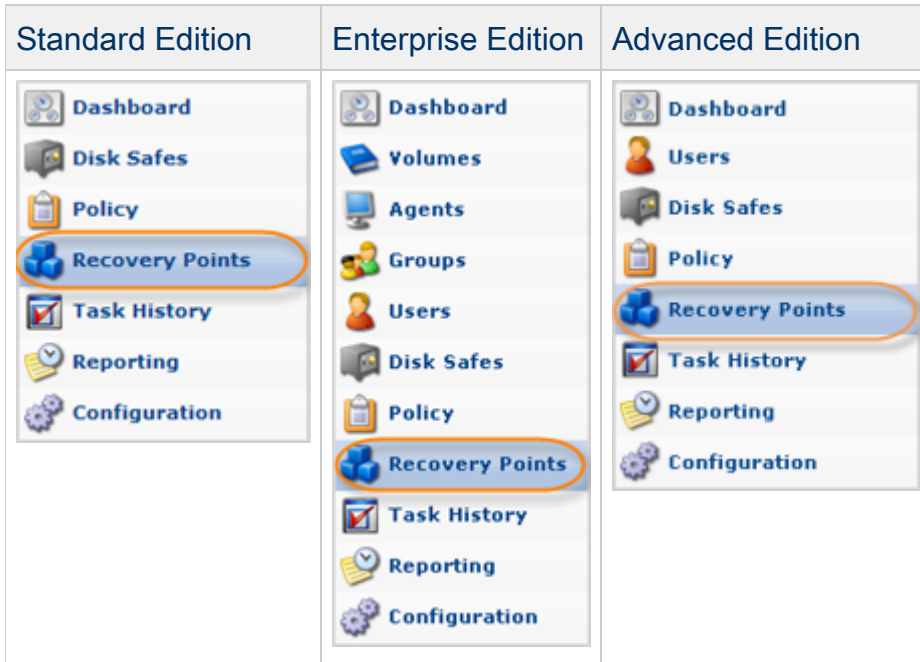 Standard Edition
Enterprise Edition
Advanced Edition
Dashboard
Disk Safes
Policy
Recovery Points
Task History
Reporting
Configuration
Dashboard
Volumes
Agents
Groups
Users
Disk Safes
Policy
Recovery Points
Task History
Reporting
Configuration
Dashboard
Users
Disk Safes
Policy
Recovery Points
Task History
Reporting
Configuration